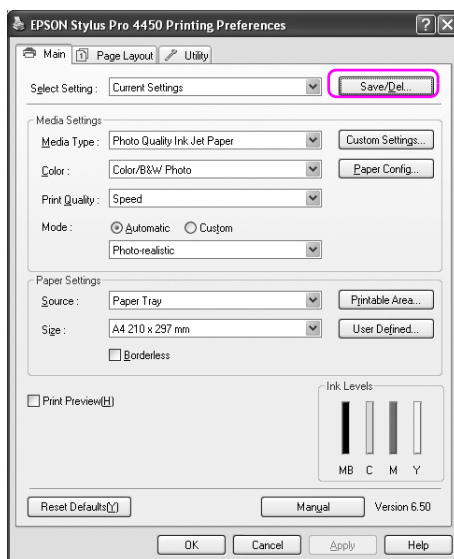 EPSON Stylus Pro 4450 Printing Preferences
Main Page Layout Utility
Select Setting : Current Settings Save/Del...
Media Settings
Media Type : Photo Quality Ink Jet Paper Custom Settings...
Color : Color/B&W Photo Paper Config...
Print Quality : Speed
Mode : Automatic Custom
Photo-realistic
Paper Settings
Source : Paper Tray Printable Area...
Size : A4 210 x 297 mm User Defined...
Borderless
Print Preview(H)
Ink Levels
MB C M Y
Reset Defaults(Y) Manual Version 6.50
OK Cancel Apply Help